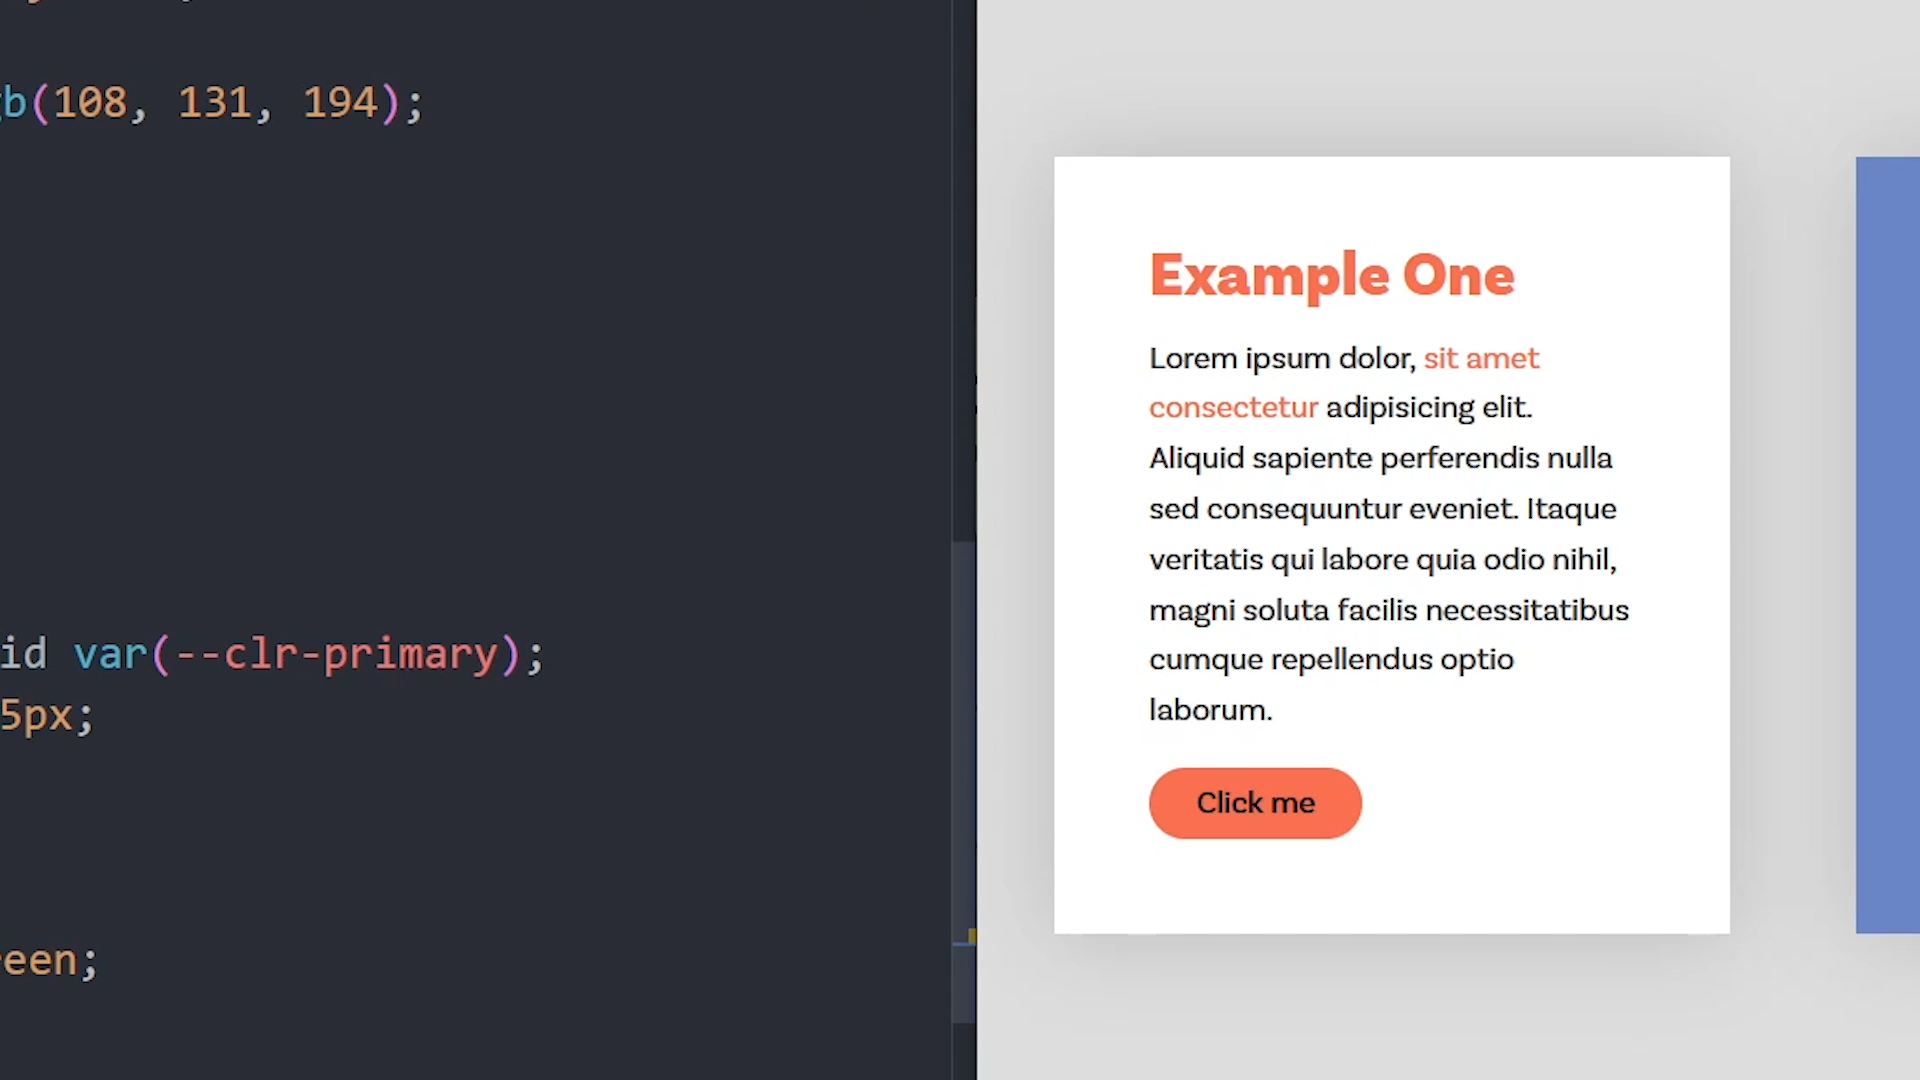 b(108, 131, 194);
id var(--clr-primary);
5px;
een;
Example One
Lorem ipsum dolor, sit amet
consectetur adipisicing elit.
Aliquid sapiente perferendis nulla
sed consequuntur eveniet. Itaque
veritatis qui labore quia odio nihil,
magni soluta facilis necessitatibus
cumque repellendus optio
laborum.
Click me